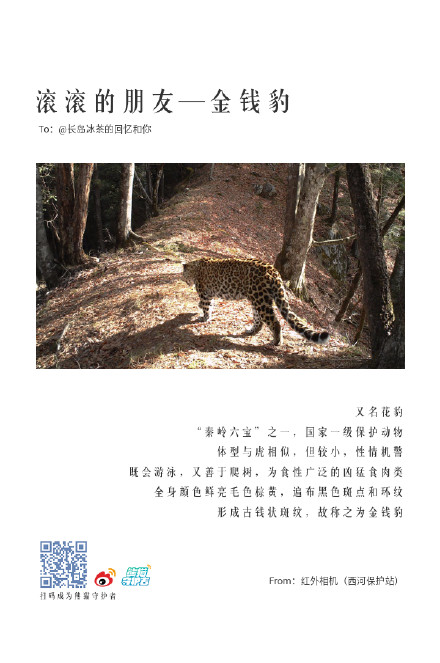 滚滚的朋友—金钱豹
To：@长岛冰茶的回忆和你
又名花豹
“秦岭六宝”之一，国家一级保护动物
体型与虎相似，但较小，性情机警
既会游泳，又善于爬树，为食性广泛的凶猛食肉类
全身颜色鲜亮毛色棕黄，遍布黑色斑点和环纹
形成古钱状斑纹，故称之为金钱豹
扫码成为熊猫守护者
From：红外相机（西河保护站）